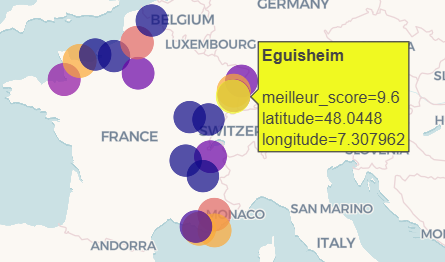 GERMANY
BELGIUM
LUXEMBOURG
Eguisheim
meilleur_score=9.6
latitude=48.0448
longitude=7.307962
FRANCE
SWITZER
MONACO
SAN MARINO
ANDORRA
ITALY